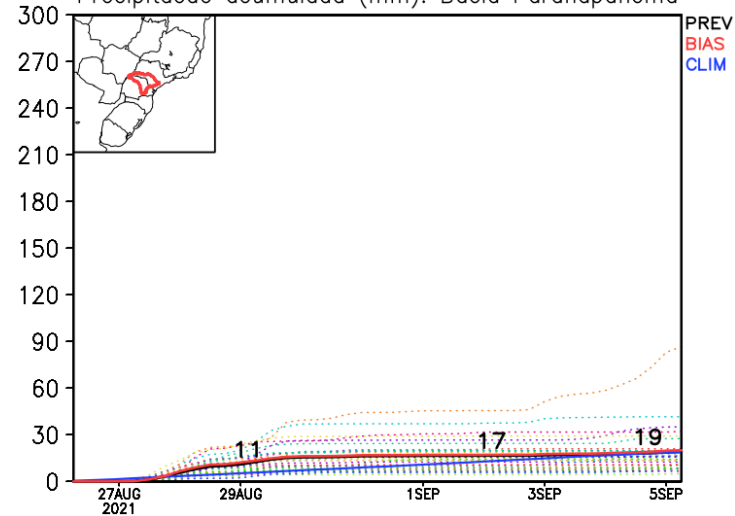 Precipitacao acumulada (mm): Bacia Paranapanema
300
270
240
210
180
150
120
90
60
30
0
PREV
BIAS
CLIM
11
17
19
27AUG
2021
29AUG
1SEP
3SEP
5SEP